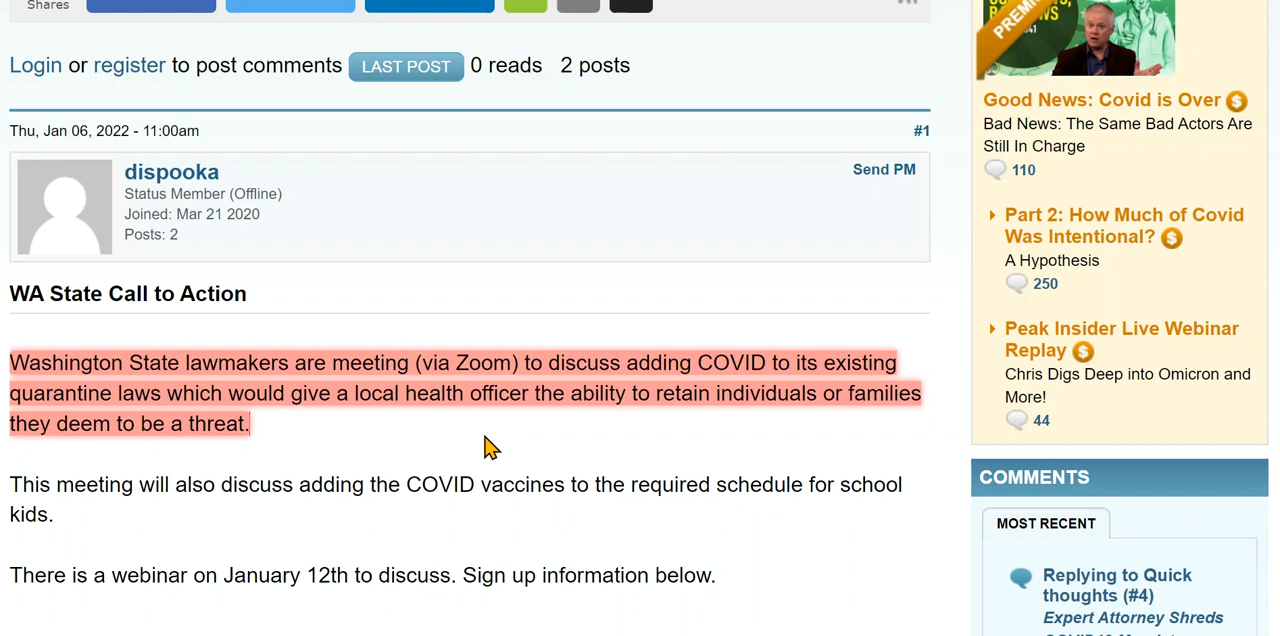 Shares
Login or register to post comments LAST POST 0 reads 2 posts
Thu, Jan 06, 2022 - 11:00am
#1
dispooka
Send PM
Status Member (Offline)
Joined: Mar 21 2020
Posts: 2
WA State Call to Action
Washington State lawmakers are meeting (via Zoom) to discuss adding COVID to its existing
quarantine laws which would give a local health officer the ability to retain individuals or families
they deem to be a threat.
This meeting will also discuss adding the COVID vaccines to the required schedule for school
kids.
There is a webinar on January 12th to discuss. Sign up information below.
Good News: Covid is Over
Bad News: The Same Bad Actors Are
Still In Charge
110
Part 2: How Much of Covid
Was Intentional?
A Hypothesis
250
Peak Insider Live Webinar
Replay
Chris Digs Deep into Omicron and
More!
44
COMMENTS
MOST RECENT
Replying to Quick
thoughts (#4)
Expert Attorney Shreds